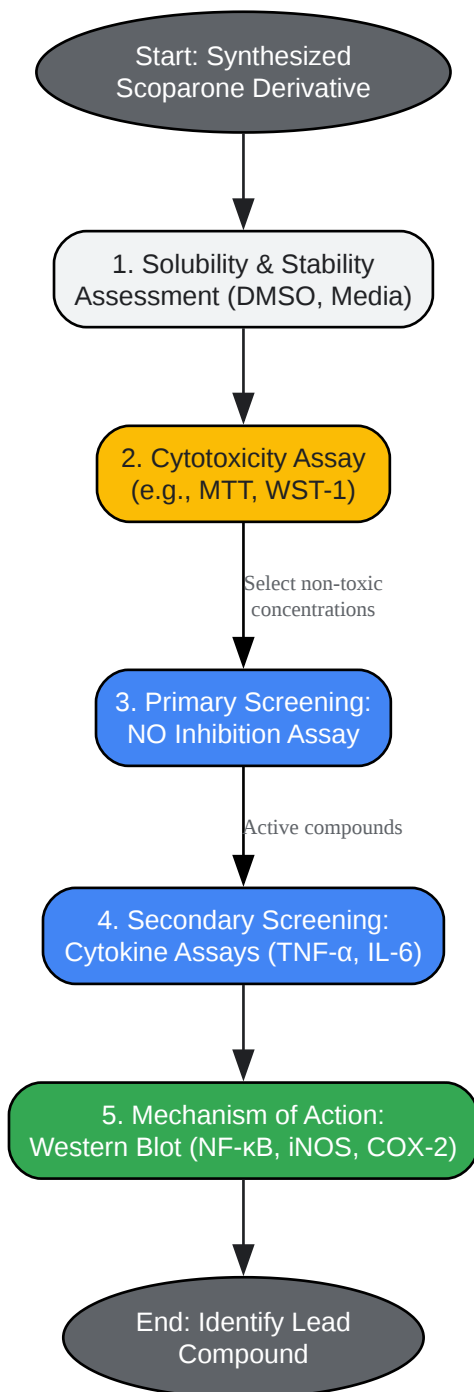 Start: Synthesized
Scoparone Derivative
1. Solubility & Stability
Assessment (DMSO, Media)
2. Cytotoxicity Assay
(e.g., MTT, WST-1)
Select non-toxic
concentrations
3. Primary Screening:
NO Inhibition Assay
Active compounds
4. Secondary Screening:
Cytokine Assays (TNF-α, IL-6)
5. Mechanism of Action:
Western Blot (NF-κB, iNOS, COX-2)
End: Identify Lead
Compound